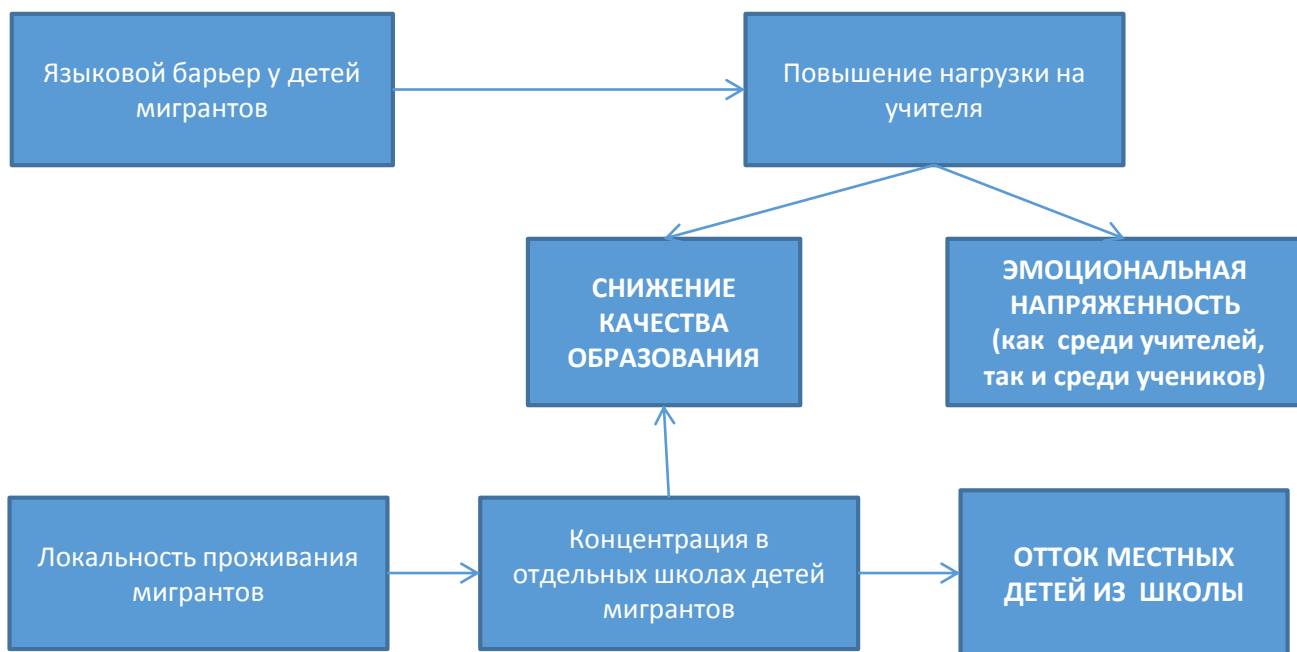 Языковой барьер у детей
мигрантов
Повышение нагрузки на
учителя
СНИЖЕНИЕ
КАЧЕСТВА
ОБРАЗОВАНИЯ
ЭМОЦИОНАЛЬНАЯ
НАПРЯЖЕННОСТЬ
(как среди учителей,
так и среди учеников)
Локальность проживания
мигрантов
Концентрация в
отдельных школах детей
мигрантов
ОТТОК МЕСТНЫХ
ДЕТЕЙ ИЗ ШКОЛЫ